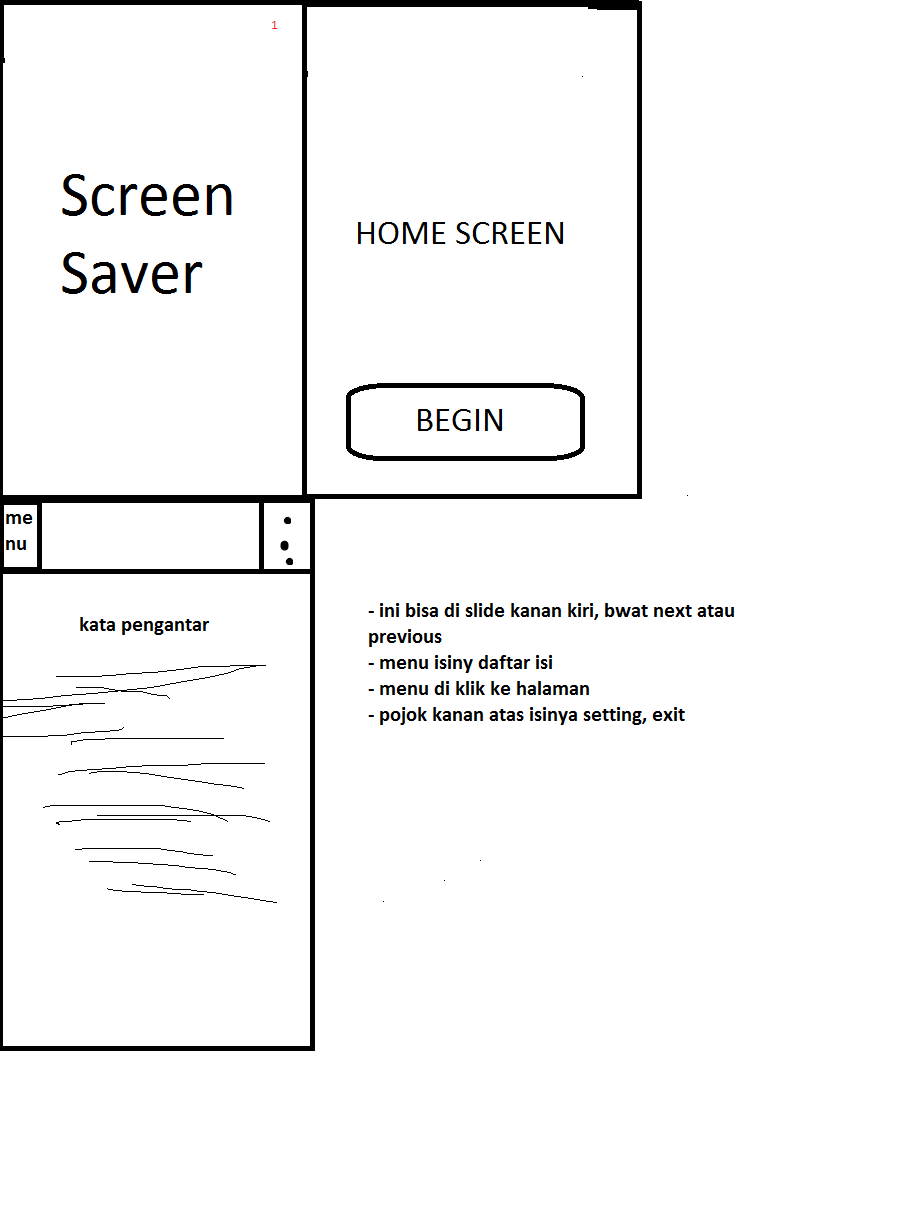 1
Screen
Saver
HOME SCREEN
BEGIN
me
nu
kata pengantar
- ini bisa di slide kanan kiri, bwat next atau
previous
- menu isiny daftar isi
- menu di klik ke halaman
- pojok kanan atas isinya setting, exit